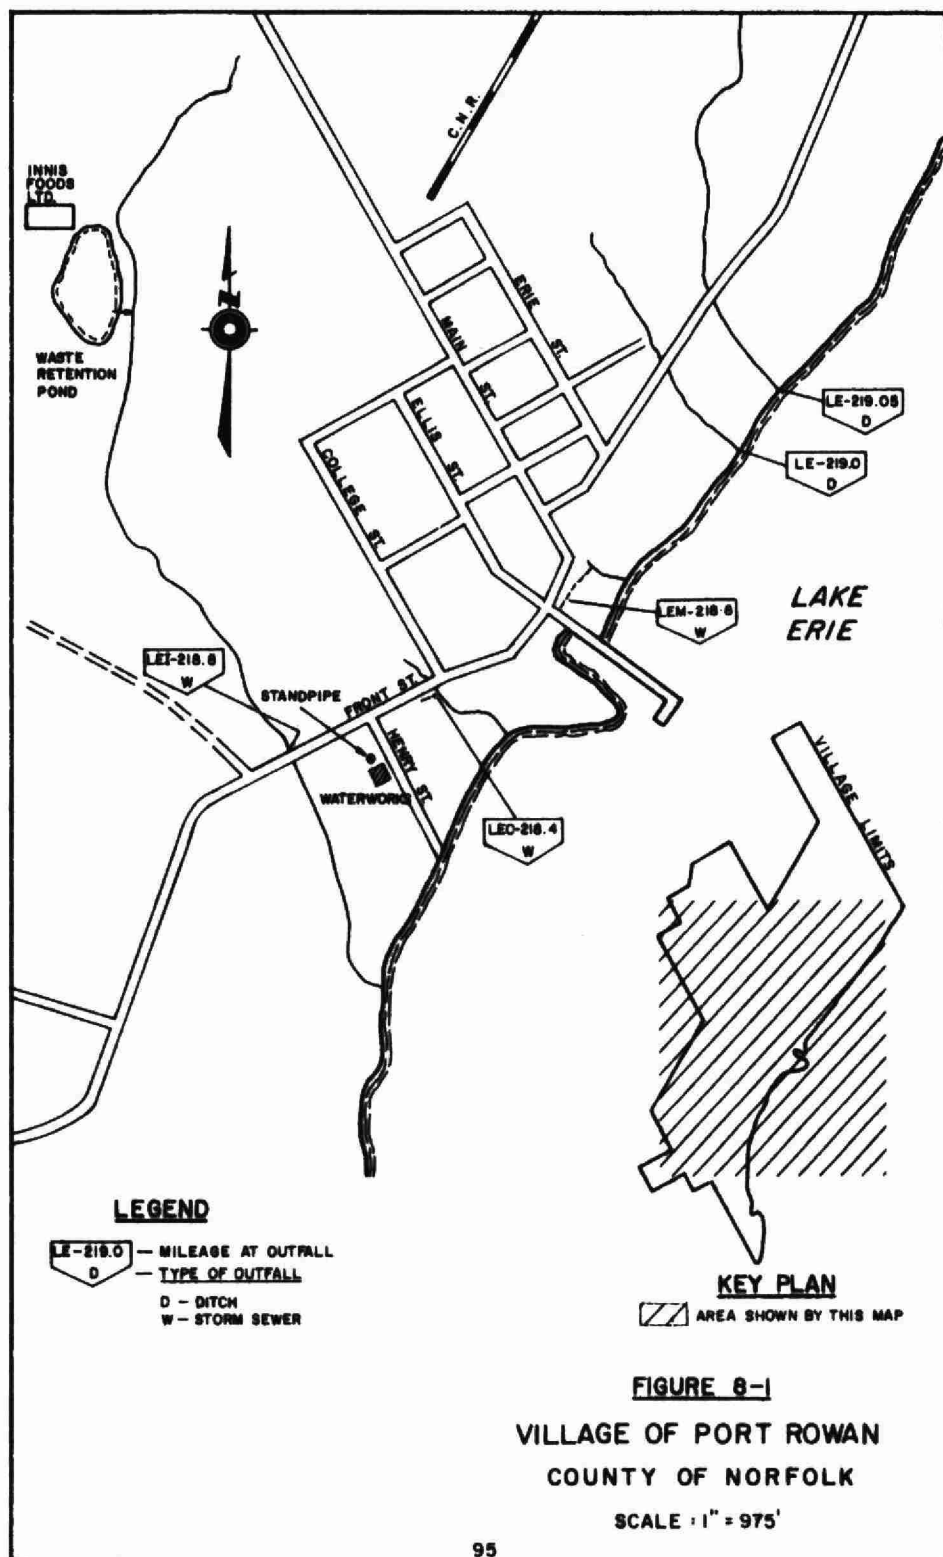 C.N.R.
INNIS
FOODS
LTD.
N
WASTE
RETENTION
POND
ERIE ST.
MAIN ST.
ELLIS ST.
COLLEGE ST.
LE-219.05
D
LE-219.0
D
LAKE
ERIE
LEM-218.6
W
LEI-218.8
W
STANDPIPE
FRONT ST.
HENRY ST.
WATERWORKS
LEO-218.4
W
VILLAGE LIMITS
LEGEND
LE-219.0 — MILEAGE AT OUTFALL
D — TYPE OF OUTFALL
D – DITCH
W – STORM SEWER
KEY PLAN
AREA SHOWN BY THIS MAP
FIGURE 8-1
VILLAGE OF PORT ROWAN
COUNTY OF NORFOLK
SCALE : 1" = 975'
95